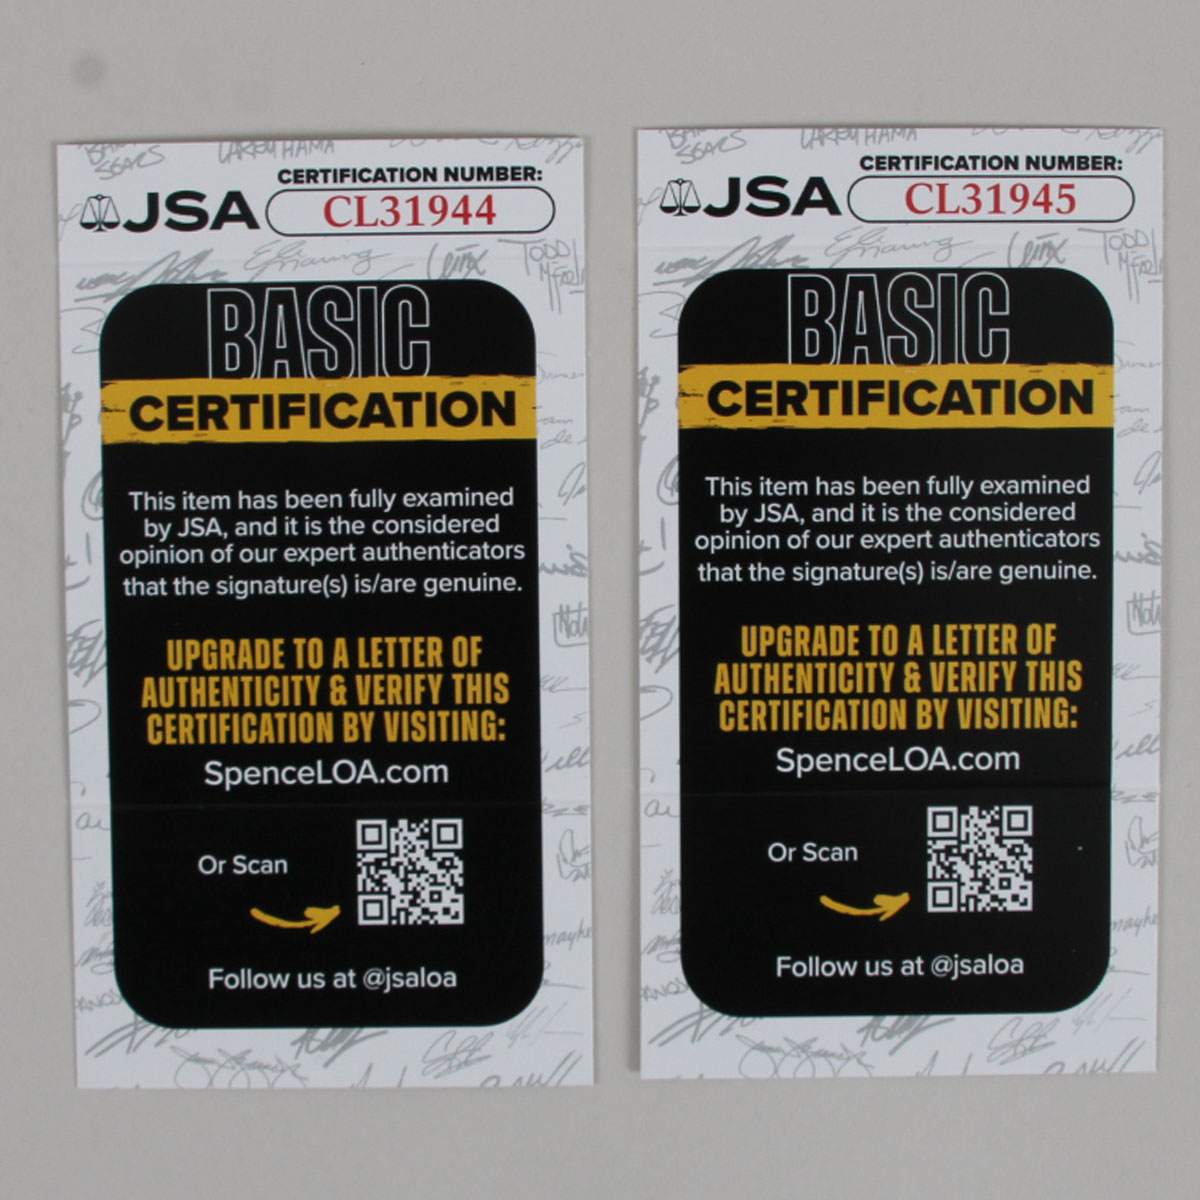 CERTIFICATION NUMBER:
JSA CL31944
BASIC
CERTIFICATION
This item has been fully examined
by JSA, and it is the considered
opinion of our expert authenticators
that the signature(s) is/are genuine.
UPGRADE TO A LETTER OF
AUTHENTICITY & VERIFY THIS
CERTIFICATION BY VISITING:
SpenceLOA.com
Or Scan
Follow us at @jsaloa
CERTIFICATION NUMBER:
JSA CL31945
BASIC
CERTIFICATION
This item has been fully examined
by JSA, and it is the considered
opinion of our expert authenticators
that the signature(s) is/are genuine.
UPGRADE TO A LETTER OF
AUTHENTICITY & VERIFY THIS
CERTIFICATION BY VISITING:
SpenceLOA.com
Or Scan
Follow us at @jsaloa